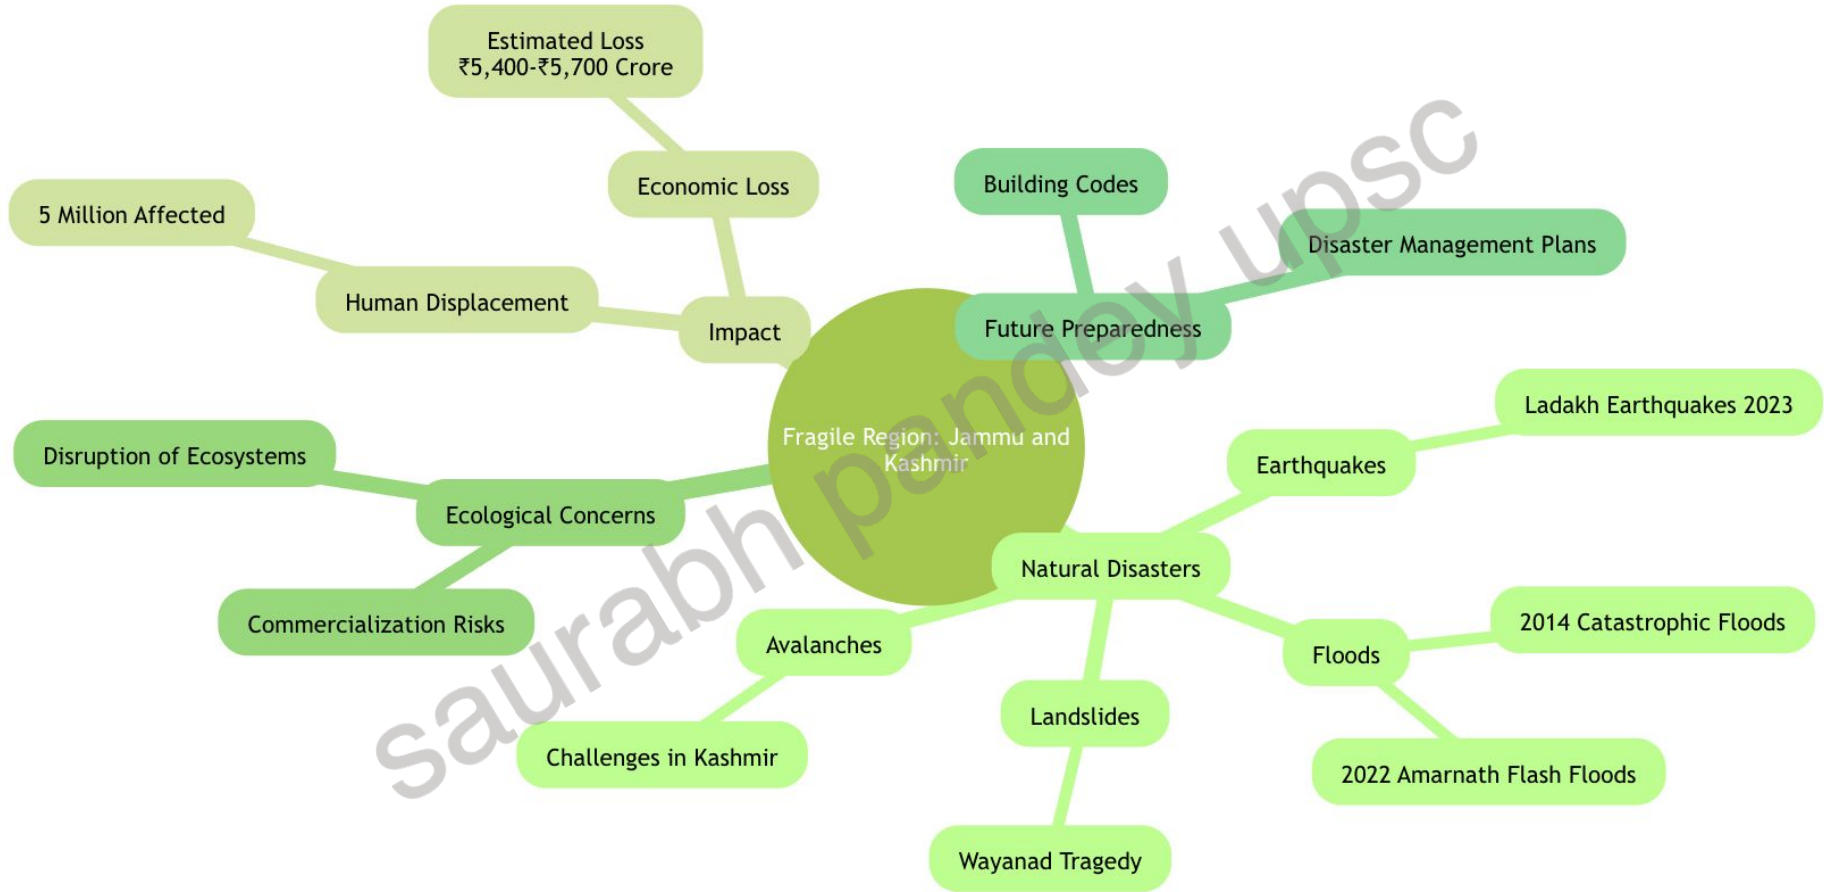 Estimated Loss
₹5,400-₹5,700 Crore
Economic Loss
5 Million Affected
Human Displacement
Impact
Building Codes
Disaster Management Plans
Future Preparedness
Fragile Region: Jammu and
Kashmir
Ladakh Earthquakes 2023
Earthquakes
Disruption of Ecosystems
Ecological Concerns
Commercialization Risks
Natural Disasters
Avalanches
Challenges in Kashmir
Landslides
Wayanad Tragedy
Floods
2014 Catastrophic Floods
2022 Amarnath Flash Floods
saurabh pandey upsc